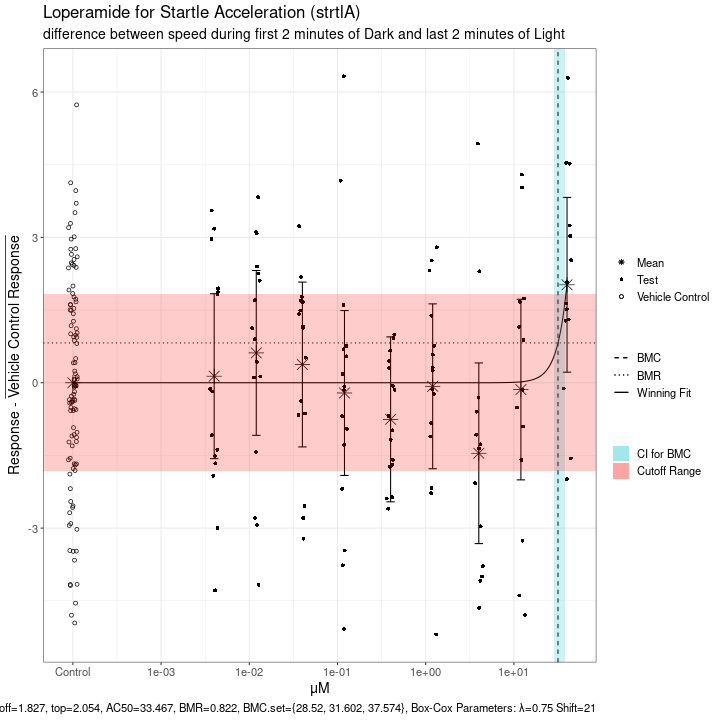 Loperamide for Startle Acceleration (strtlA)
difference between speed during first 2 minutes of Dark and last 2 minutes of Light
Response - Vehicle Control Response
6
3
0
-3
Control
1e-03
1e-02
1e-01
1e+00
1e+01
μM
Mean
Test
Vehicle Control
BMC
BMR
Winning Fit
CI for BMC
Cutoff Range
off=1.827, top=2.054, AC50=33.467, BMR=0.822, BMC.set={28.52, 31.602, 37.574}, Box-Cox Parameters: λ=0.75 Shift=21